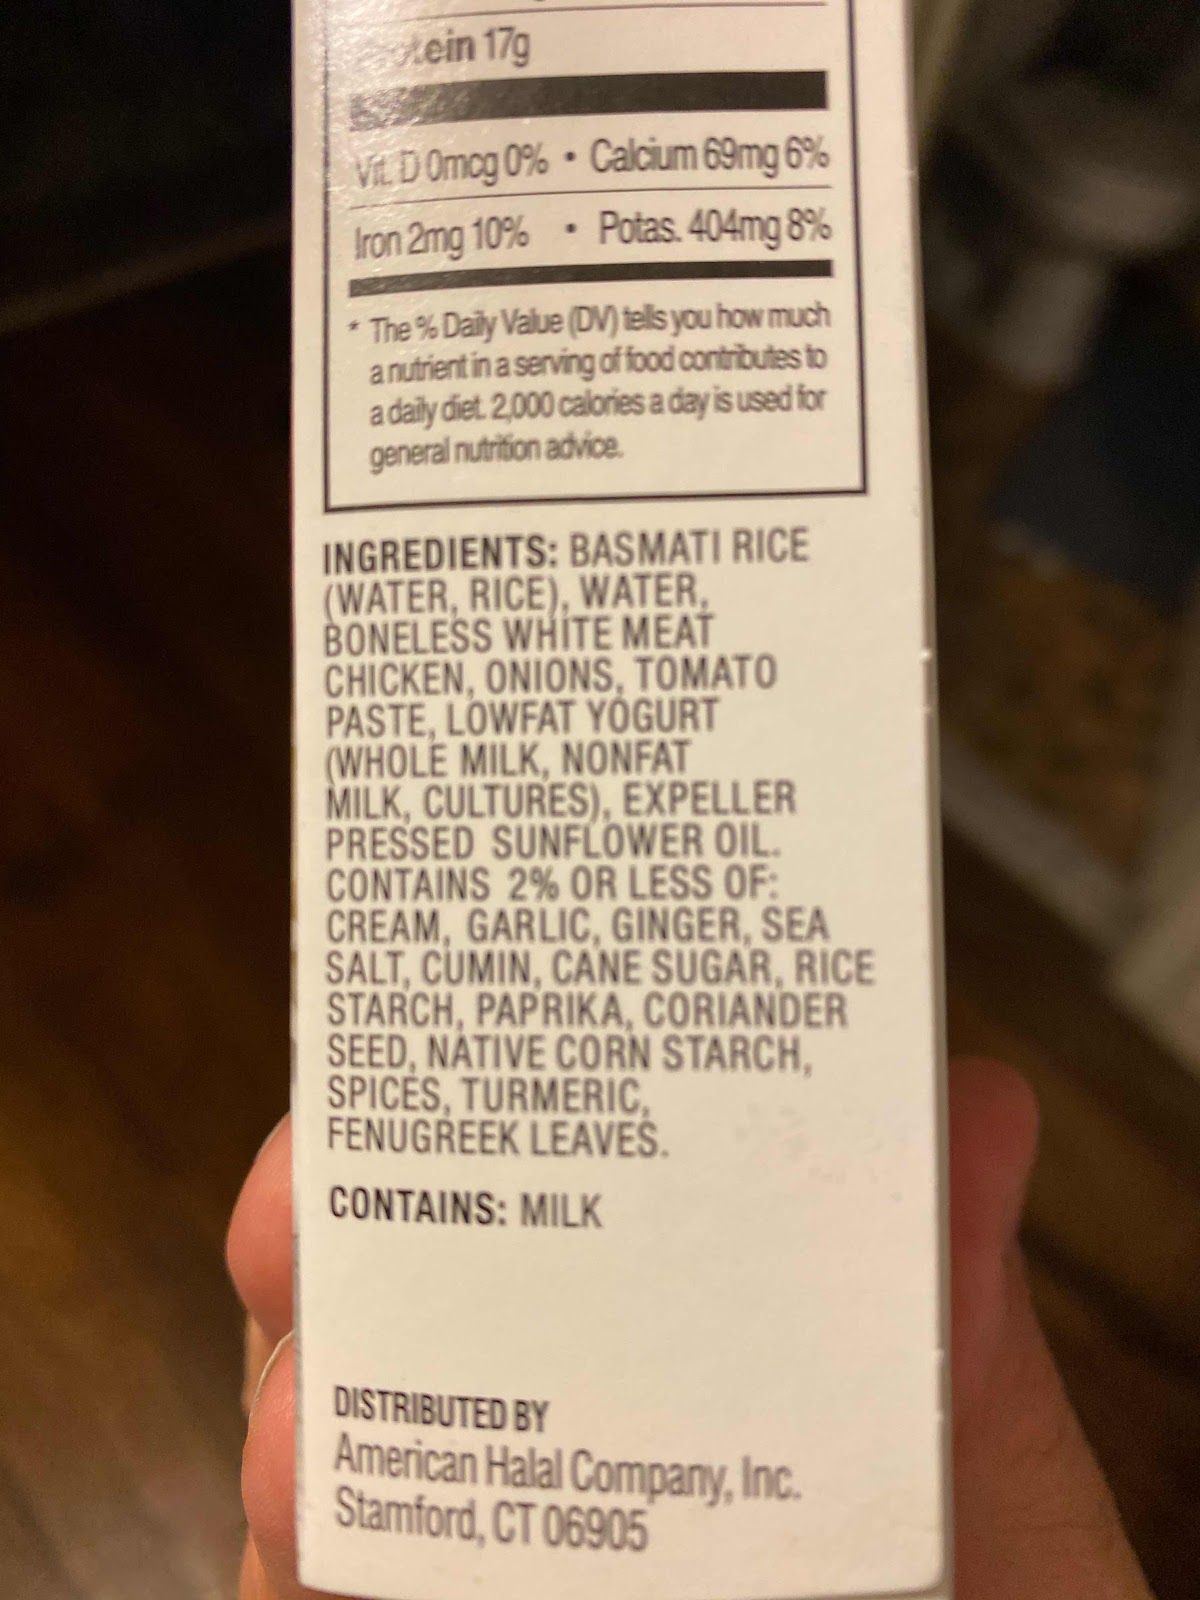 Protein 17g
Vit. D 0mcg 0% • Calcium 69mg 6%
Iron 2mg 10% • Potas. 404mg 8%
* The % Daily Value (DV) tells you how much
a nutrient in a serving of food contributes to
a daily diet. 2,000 calories a day is used for
general nutrition advice.
INGREDIENTS: BASMATI RICE
(WATER, RICE), WATER,
BONELESS WHITE MEAT
CHICKEN, ONIONS, TOMATO
PASTE, LOWFAT YOGURT
(WHOLE MILK, NONFAT
MILK, CULTURES), EXPELLER
PRESSED SUNFLOWER OIL.
CONTAINS 2% OR LESS OF:
CREAM, GARLIC, GINGER, SEA
SALT, CUMIN, CANE SUGAR, RICE
STARCH, PAPRIKA, CORIANDER
SEED, NATIVE CORN STARCH,
SPICES, TURMERIC,
FENUGREEK LEAVES.
CONTAINS: MILK
DISTRIBUTED BY
American Halal Company, Inc.
Stamford, CT 06905